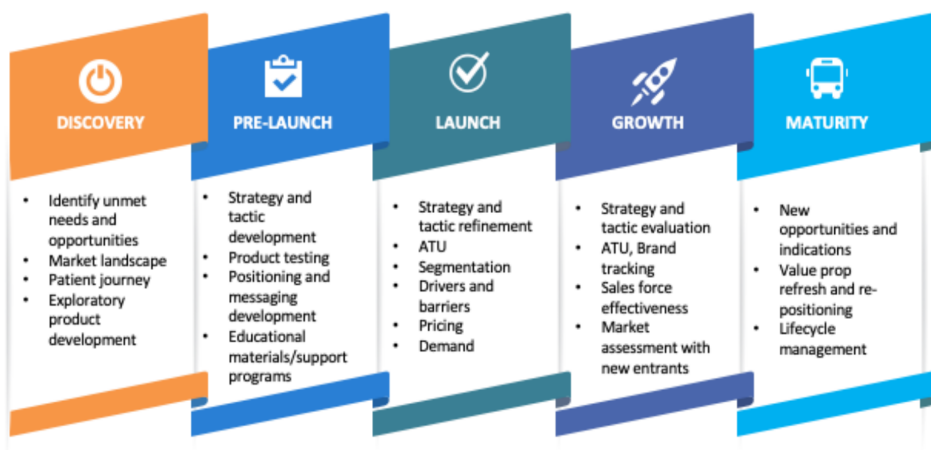 DISCOVERY
• Identify unmet
needs and
opportunities
• Market landscape
• Patient journey
• Exploratory
product
development
PRE-LAUNCH
• Strategy and
tactic
development
• Product testing
• Positioning and
messaging
development
• Educational
materials/support
programs
LAUNCH
• Strategy and
tactic refinement
• ATU
• Segmentation
• Drivers and
barriers
• Pricing
• Demand
GROWTH
• Strategy and
tactic evaluation
• ATU, Brand
tracking
• Sales force
effectiveness
• Market
assessment with
new entrants
MATURITY
• New
opportunities and
indications
• Value prop
refresh and re-
positioning
• Lifecycle
management